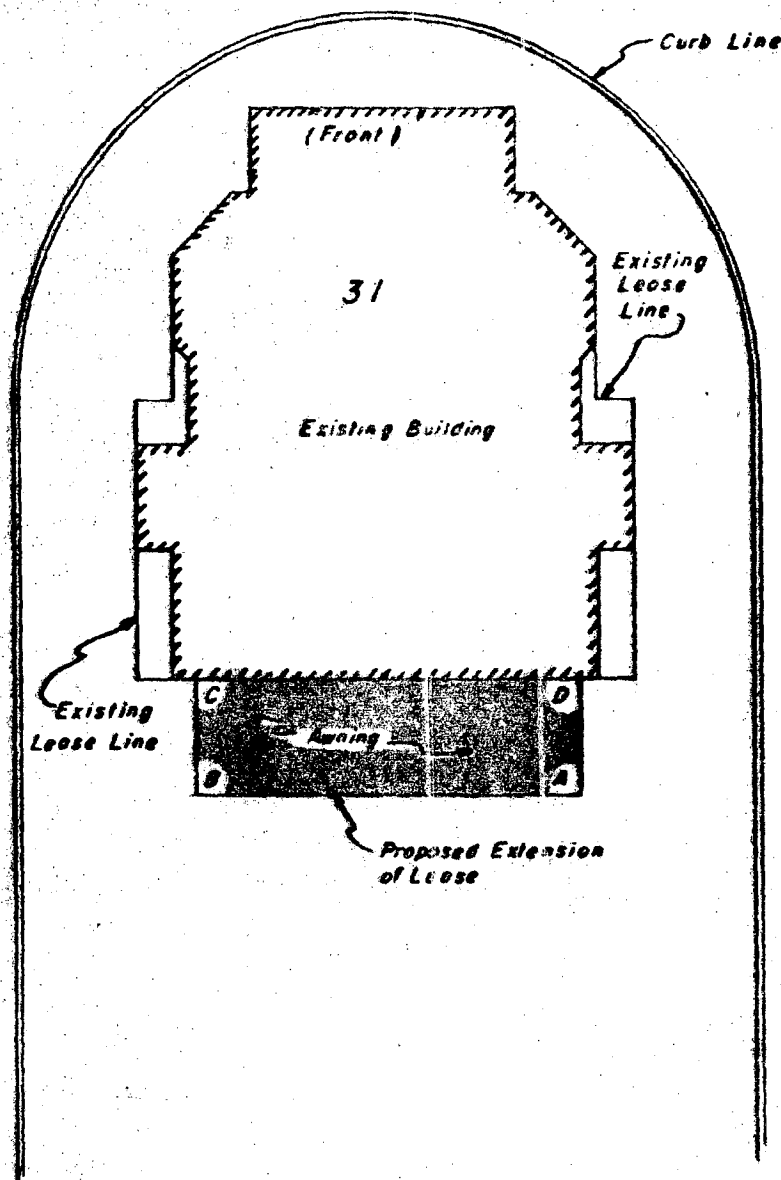 Curb Line
(Front)
Existing
Lease
Line
31
Existing Building
C
D
Existing
Lease Line
Awning
B
A
Proposed Extension
of Lease